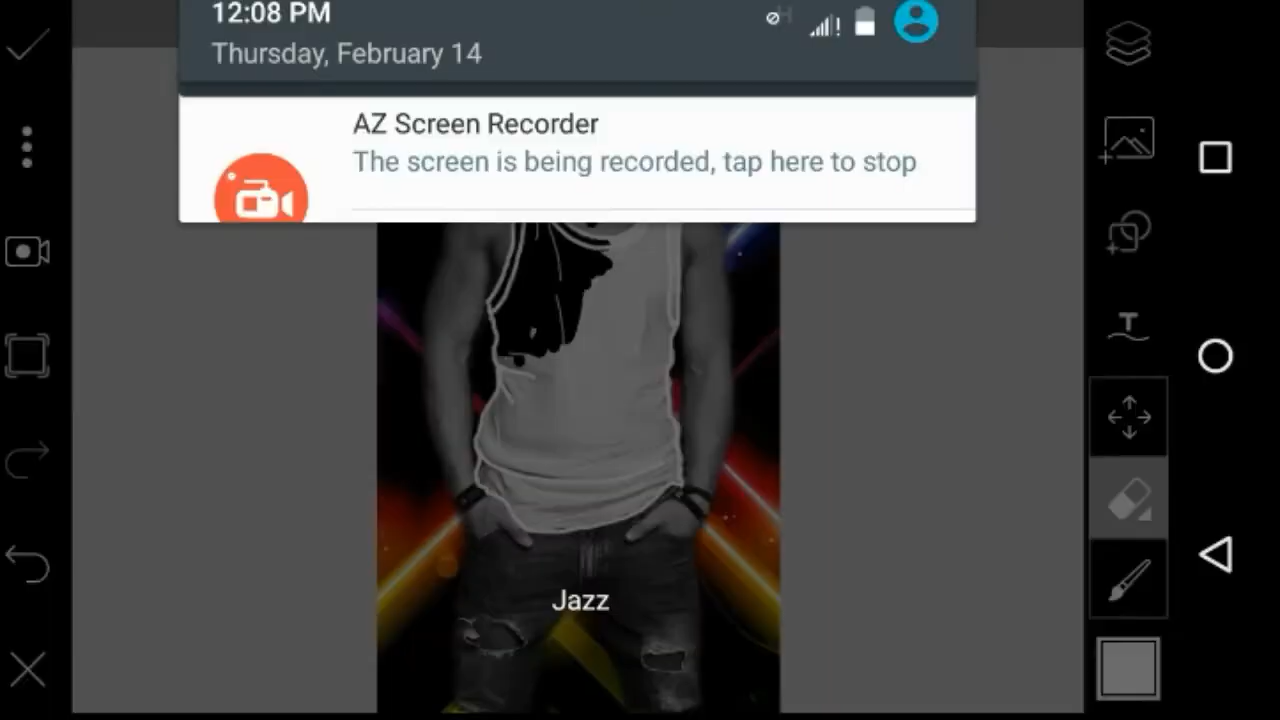 12:08 PM
Thursday, February 14
AZ Screen Recorder
The screen is being recorded, tap here to stop
Jazz